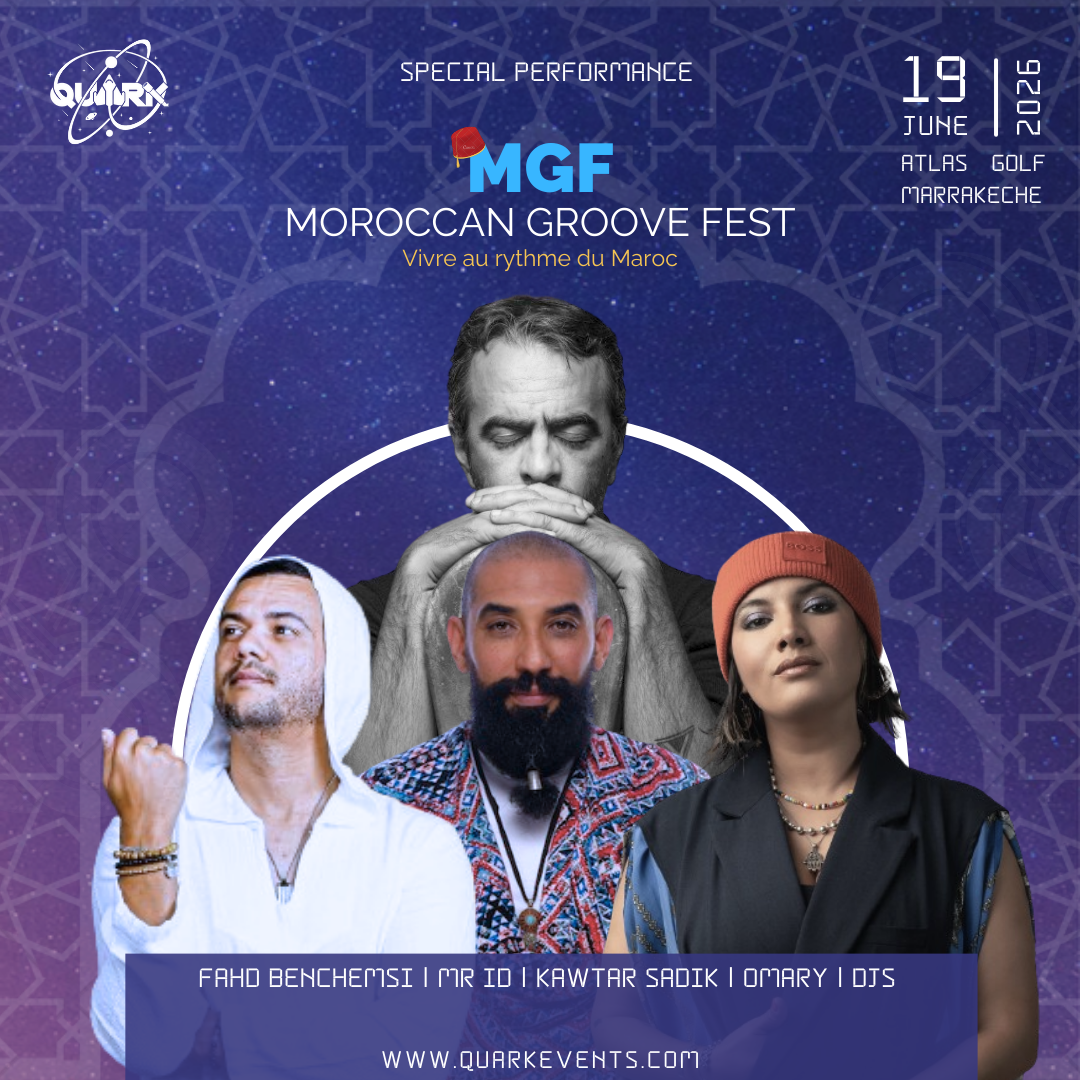 QUARK
SPECIAL PERFORMANCE
19
JUNE
2026
ATLAS GOLF
MARRAKECHE
MGF
MOROCCAN GROOVE FEST
Vivre au rythme du Maroc
BOSS
FAHD BENCHEMSI | MR ID | KAWTAR SADIK | OMARY | DJS
WWW.QUARKEVENTS.COM